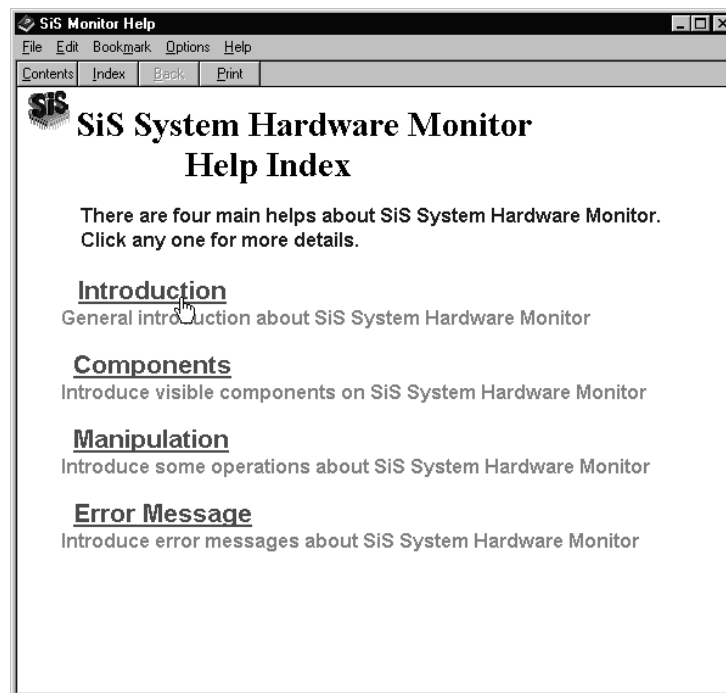 SiS Monitor Help
File Edit Bookmark Options Help
Contents Index Back Print
SiS
SiS System Hardware Monitor
Help Index
There are four main helps about SiS System Hardware Monitor.
Click any one for more details.
Introduction
General introduction about SiS System Hardware Monitor
Components
Introduce visible components on SiS System Hardware Monitor
Manipulation
Introduce some operations about SiS System Hardware Monitor
Error Message
Introduce error messages about SiS System Hardware Monitor